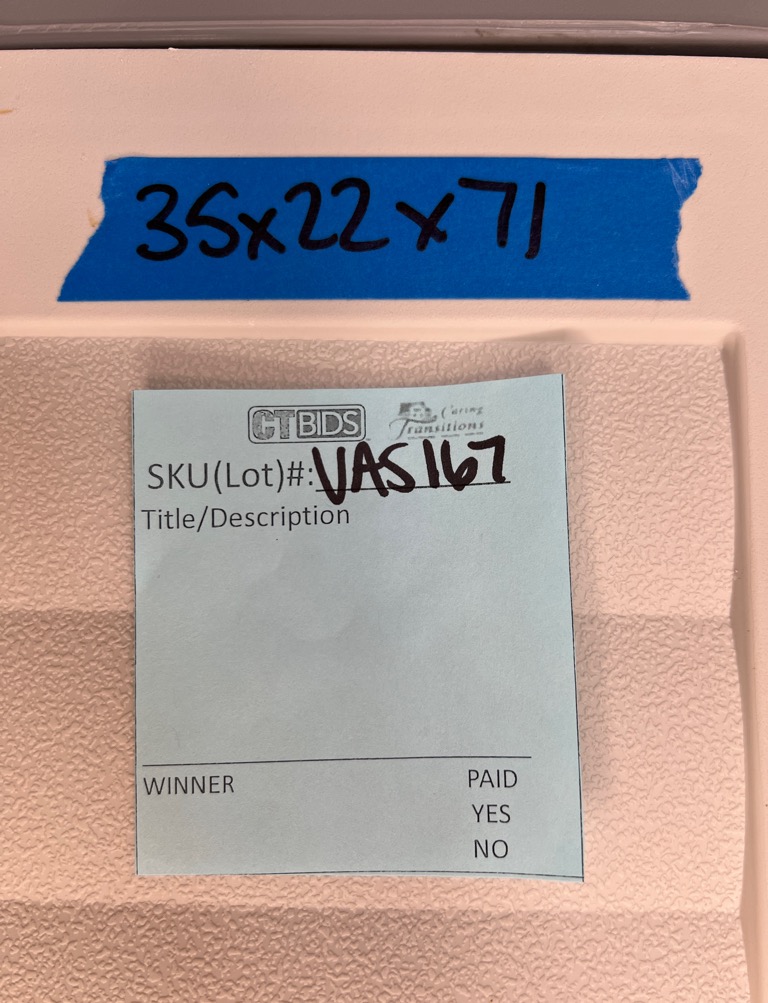 35x22x71
CTBIDS Caring Transitions
SKU(Lot)#: VAS167
Title/Description
WINNER PAID
YES
NO